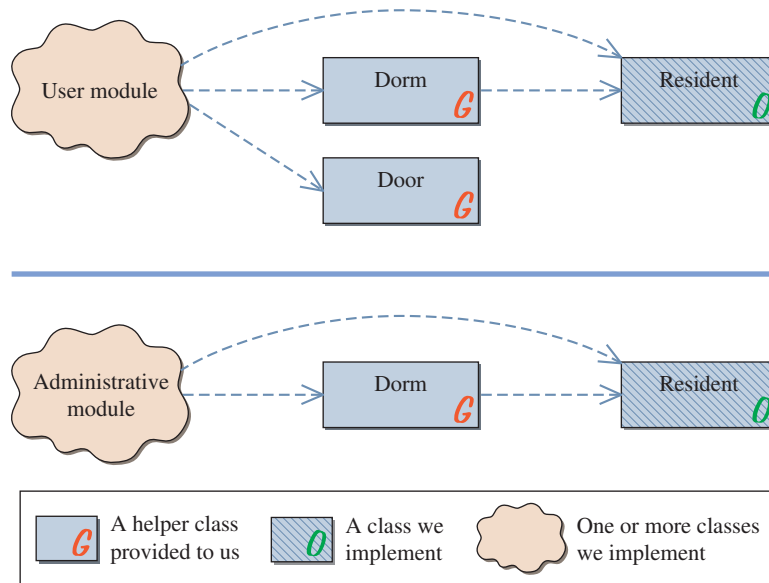 User module
Dorm
G
Resident
O
Door
G
Administrative
module
Dorm
G
Resident
O
G
A helper class
provided to us
O
A class we
implement
One or more classes
we implement